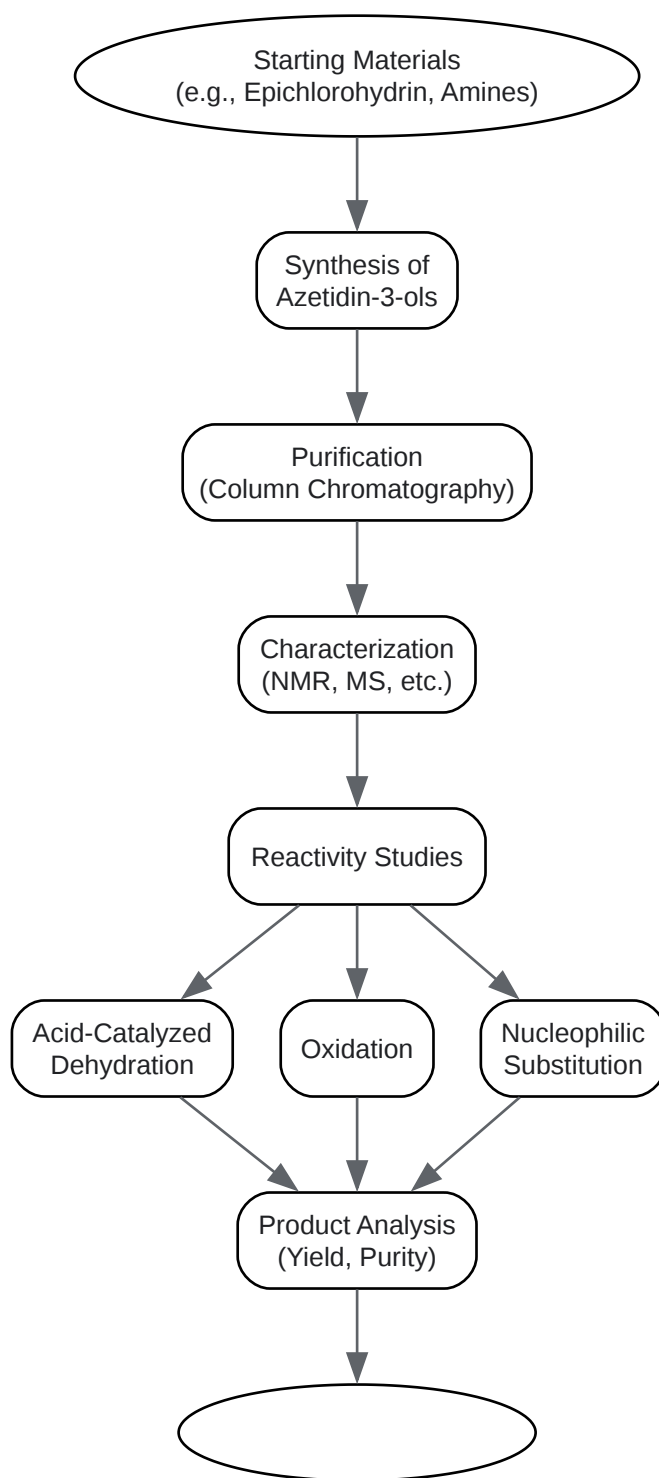 Starting Materials
(e.g., Epichlorohydrin, Amines)
Synthesis of
Azetidin-3-ols
Purification
(Column Chromatography)
Characterization
(NMR, MS, etc.)
Reactivity Studies
Acid-Catalyzed
Dehydration
Oxidation
Nucleophilic
Substitution
Product Analysis
(Yield, Purity)